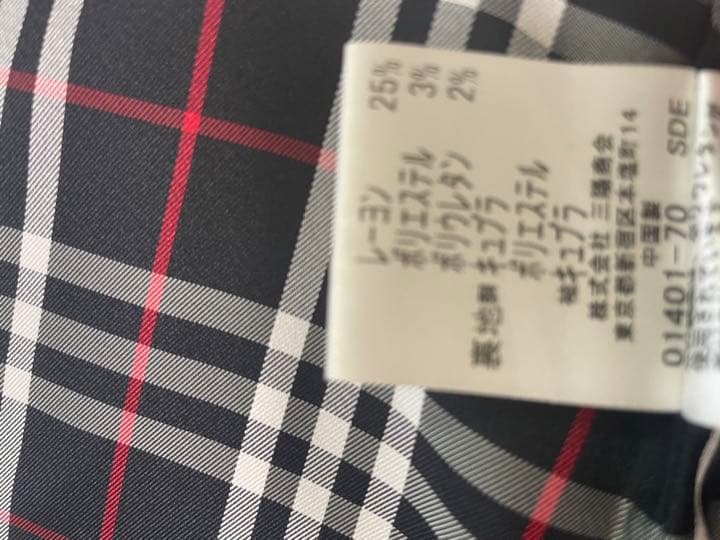 レーヨン 25%
ポリエステル 3%
ポリウレタン 2%
裏地 胴 キュプラ
ポリエステル
袖 キュプラ
株式会社 三陽商会
東京都新宿区本塩町14
中国製
01401-70 SDE